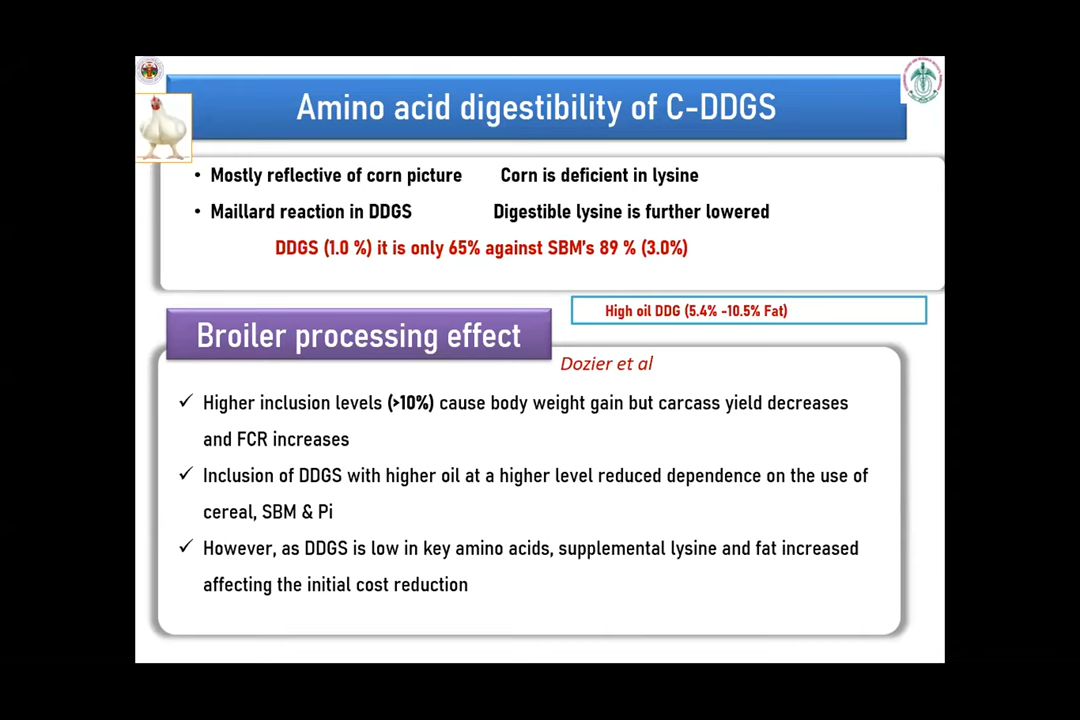 Amino acid digestibility of C-DDGS
• Mostly reflective of corn picture Corn is deficient in lysine
• Maillard reaction in DDGS Digestible lysine is further lowered
DDGS (1.0 %) it is only 65% against SBM's 89 % (3.0%)
High oil DDG (5.4% -10.5% Fat)
Broiler processing effect
Dozier et al
✓ Higher inclusion levels (>10%) cause body weight gain but carcass yield decreases
and FCR increases
✓ Inclusion of DDGS with higher oil at a higher level reduced dependence on the use of
cereal, SBM & Pi
✓ However, as DDGS is low in key amino acids, supplemental lysine and fat increased
affecting the initial cost reduction